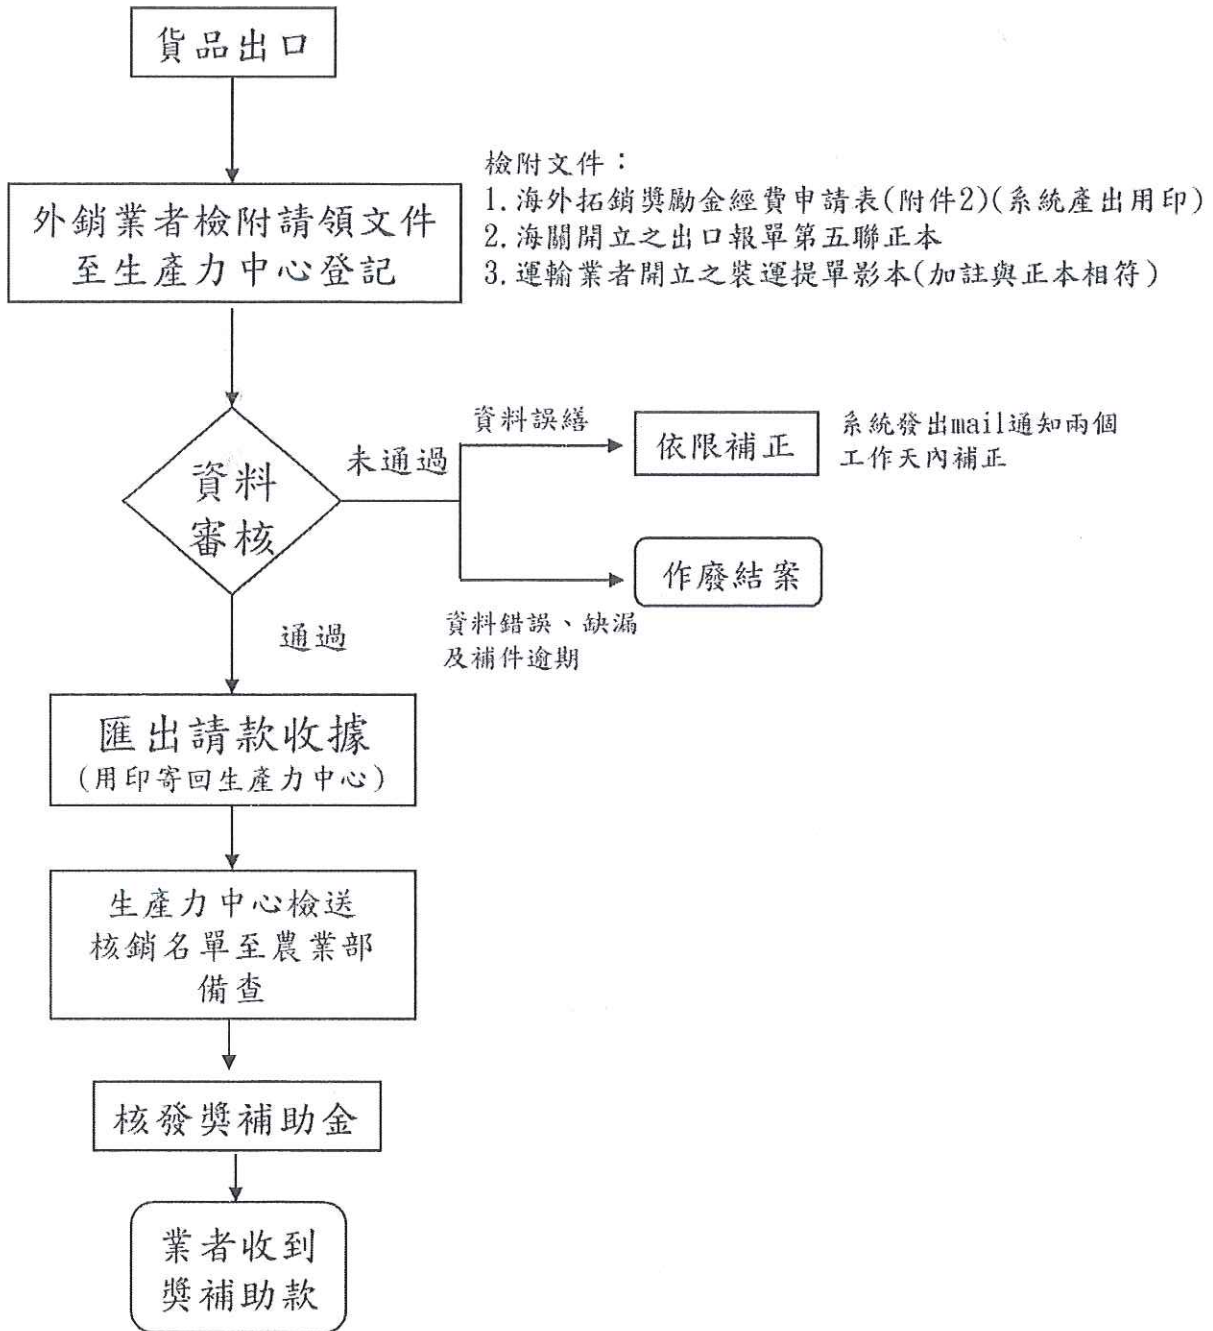 貨品出口
外銷業者檢附請領文件
至生產力中心登記
檢附文件：
1.海外拓銷獎勵金經費申請表(附件2)(系統產出用印)
2.海關開立之出口報單第五聯正本
3.運輸業者開立之裝運提單影本(加註與正本相符)
資料
審核
未通過
資料誤繕
依限補正
系統發出mail通知兩個
工作天內補正
作廢結案
資料錯誤、缺漏
及補件逾期
通過
匯出請款收據
(用印寄回生產力中心)
生產力中心檢送
核銷名單至農業部
備查
核發獎補助金
業者收到
獎補助款